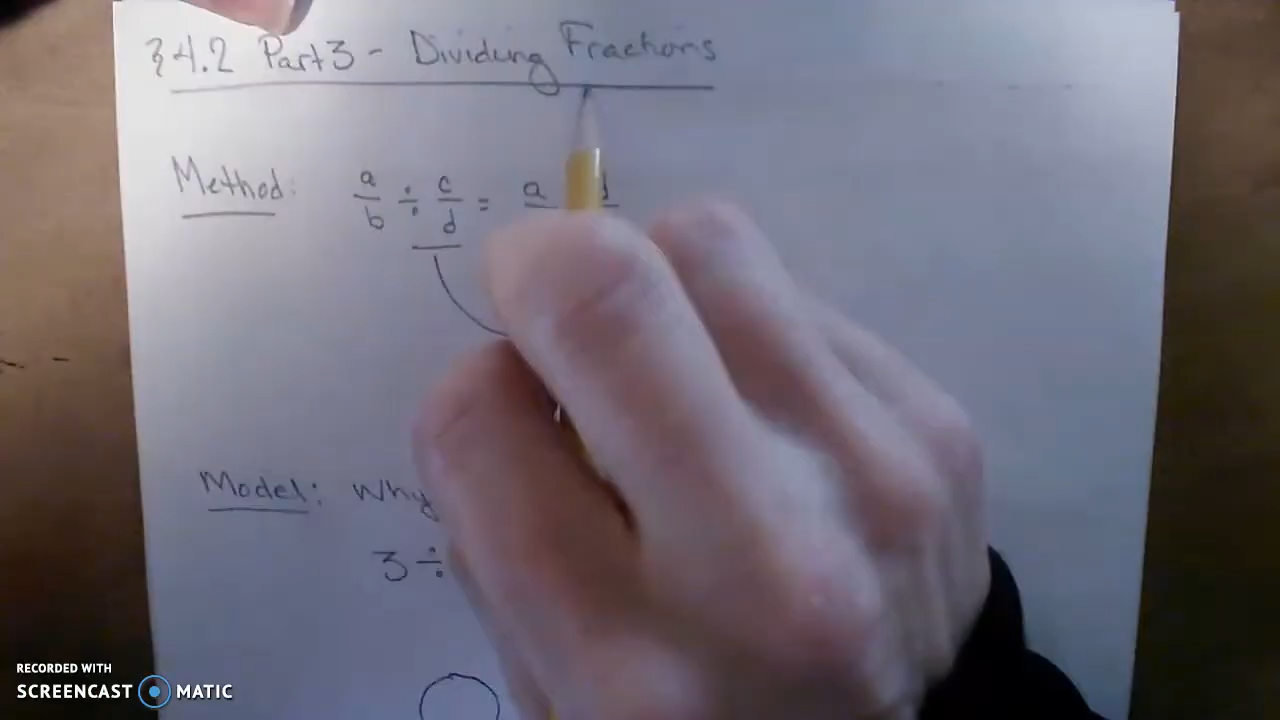 §4.2 Part 3 - Dividing Fractions
Method: a/b ÷ c/d = a
Model: Why
3 ÷
RECORDED WITH
SCREENCAST MATIC